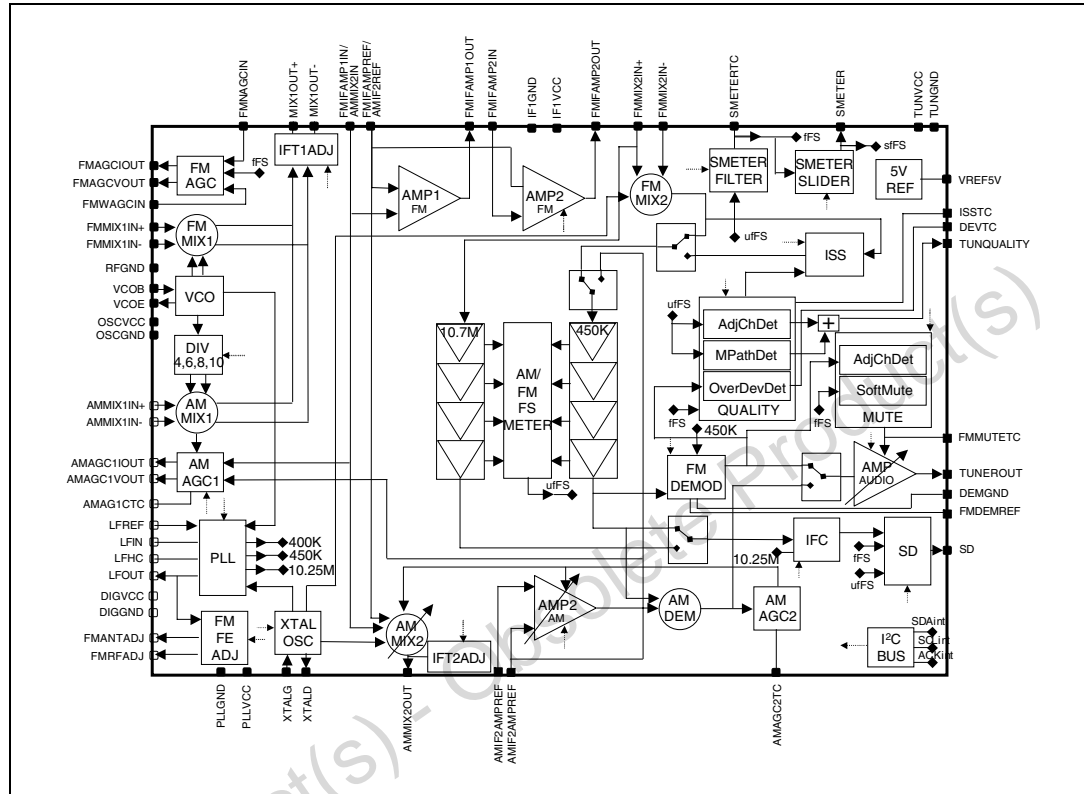 FMNAGCIN
MIX1OUT+
MIX1OUT-
FMIFAMP1IN/
AMMIX2IN
FMIFAMPREF/
AMIF2REF
FMIFAMP1OUT
FMIFAMP2IN
IF1GND
IF1VCC
FMIFAMP2OUT
FMMIX2IN+
FMMIX2IN-
SMETERTC
SMETER
TUNVCC
TUNGND
FMAGCIOUT
FMAGCVOUT
FMWAGCIN
FMMIX1IN+
FMMIX1IN-
RFGND
VCOB
VCOE
OSCVCC
OSCGND
AMMIX1IN+
AMMIX1IN-
AMAGC1IOUT
AMAGC1VOUT
AMAG1CTC
LFREF
LFIN
LFHC
LFOUT
DIGVCC
DIGGND
FMANTADJ
FMRFADJ
FM
AGC
fFS
IFT1ADJ
FM
MIX1
VCO
DIV
4,6,8,10
AM
MIX1
AM
AGC1
PLL
400K
450K
10.25M
FM
FE
ADJ
XTAL
OSC
AMP1
FM
AMP2
FM
FM
MIX2
fFS
SMETER
FILTER
ufFS
sfFS
SMETER
SLIDER
5V
REF
ISS
10.7M
AM/
FM
FS
METER
ufFS
450K
ufFS
AdjChDet
MPathDet
OverDevDet
QUALITY
fFS
+
AdjChDet
SoftMute
MUTE
fFS
450K
FM
DEMOD
AMP
AUDIO
10.25M
IFC
fFS
ufFS
SD
AM
MIX2
IFT2ADJ
AMP2
AM
AM
DEM
AM
AGC2
I²C
BUS
SDAint
SCLint
ACKint
VREF5V
ISSTC
DEVTC
TUNQUALITY
FMMUTETC
TUNEROUT
DEMGND
FMDEMREF
SD
PLLGND
PLLVCC
XTALG
XTALD
AMMIX2OUT
AMIF2AMPREF
AMIF2AMPREF
AMAGC2TC
ct(s) - Obsolete Product(s)